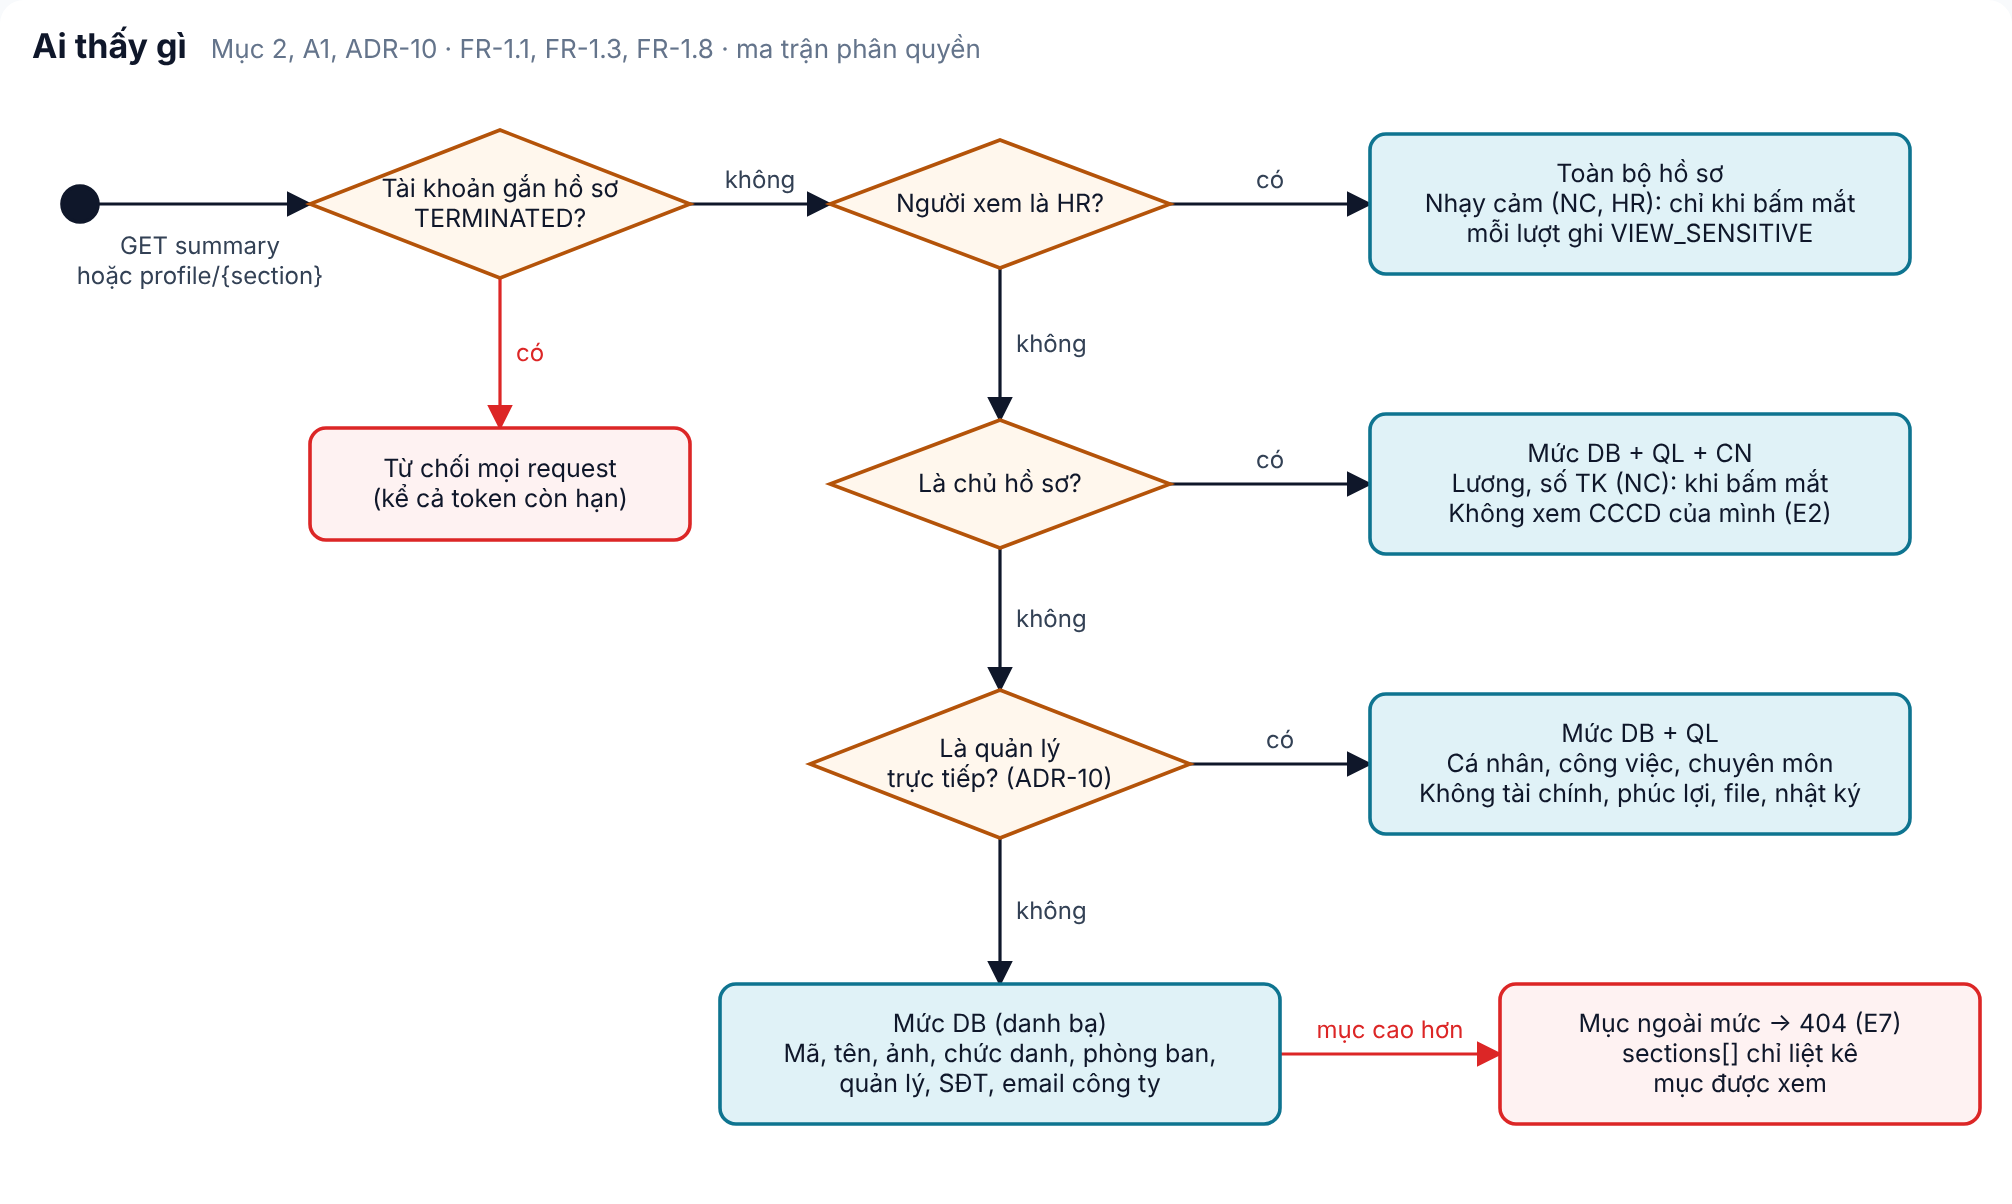 Ai thấy gì Mục 2, A1, ADR-10 · FR-1.1, FR-1.3, FR-1.8 · ma trận phân quyền
GET summary
hoặc profile/{section}
Tài khoản gắn hồ sơ
TERMINATED?
không
Người xem là HR?
có
Toàn bộ hồ sơ
Nhạy cảm (NC, HR): chỉ khi bấm mắt
mỗi lượt ghi VIEW_SENSITIVE
có
Từ chối mọi request
(kể cả token còn hạn)
không
Là chủ hồ sơ?
có
Mức DB + QL + CN
Lương, số TK (NC): khi bấm mắt
Không xem CCCD của mình (E2)
không
Là quản lý
trực tiếp? (ADR-10)
có
Mức DB + QL
Cá nhân, công việc, chuyên môn
Không tài chính, phúc lợi, file, nhật ký
không
Mức DB (danh bạ)
Mã, tên, ảnh, chức danh, phòng ban,
quản lý, SĐT, email công ty
mục cao hơn
Mục ngoài mức → 404 (E7)
sections[] chỉ liệt kê
mục được xem